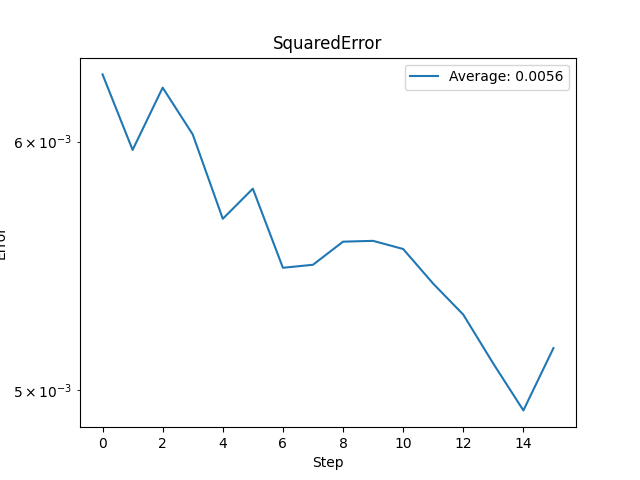 SquaredError
Average: 0.0056
6 × 10⁻³
5 × 10⁻³
Error
0 2 4 6 8 10 12 14
Step